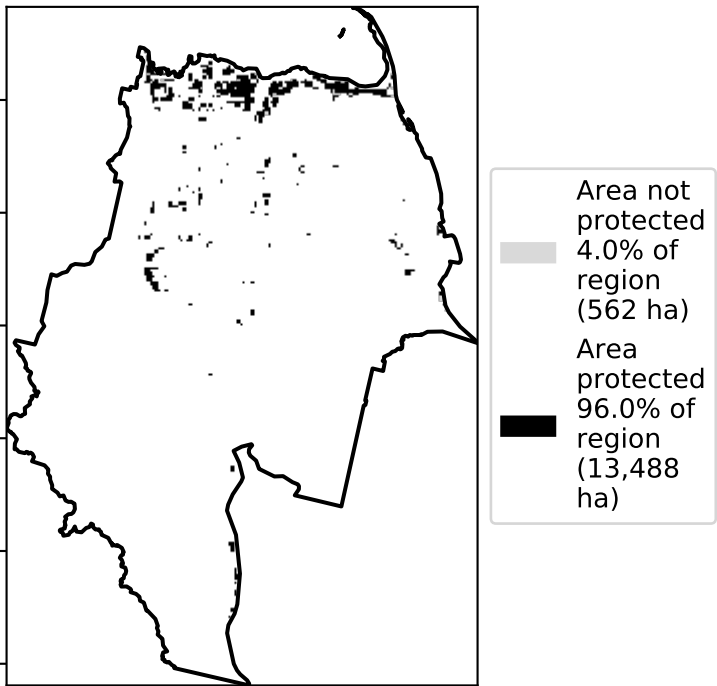 Area not
protected
4.0% of
region
(562 ha)
Area
protected
96.0% of
region
(13,488
ha)